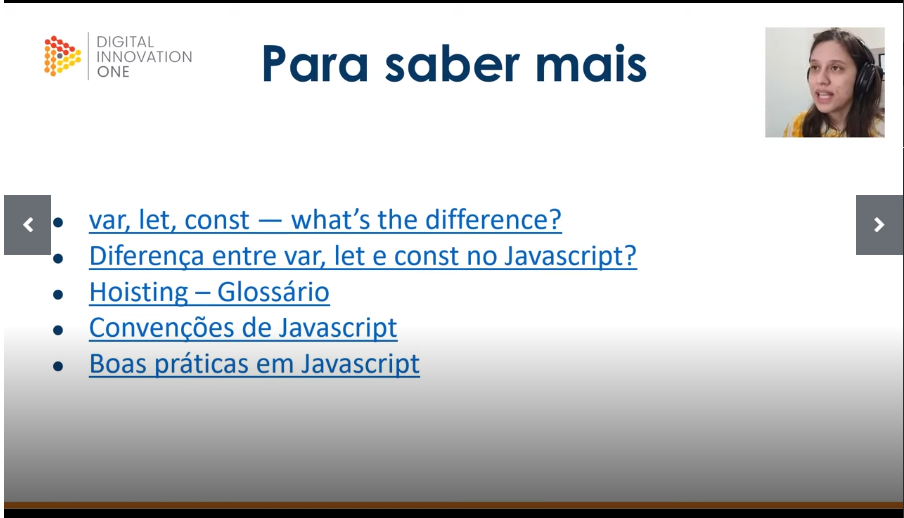 DIGITAL
INNOVATION
ONE
Para saber mais
var, let, const — what's the difference?
Diferença entre var, let e const no Javascript?
Hoisting – Glossário
Convenções de Javascript
Boas práticas em Javascript